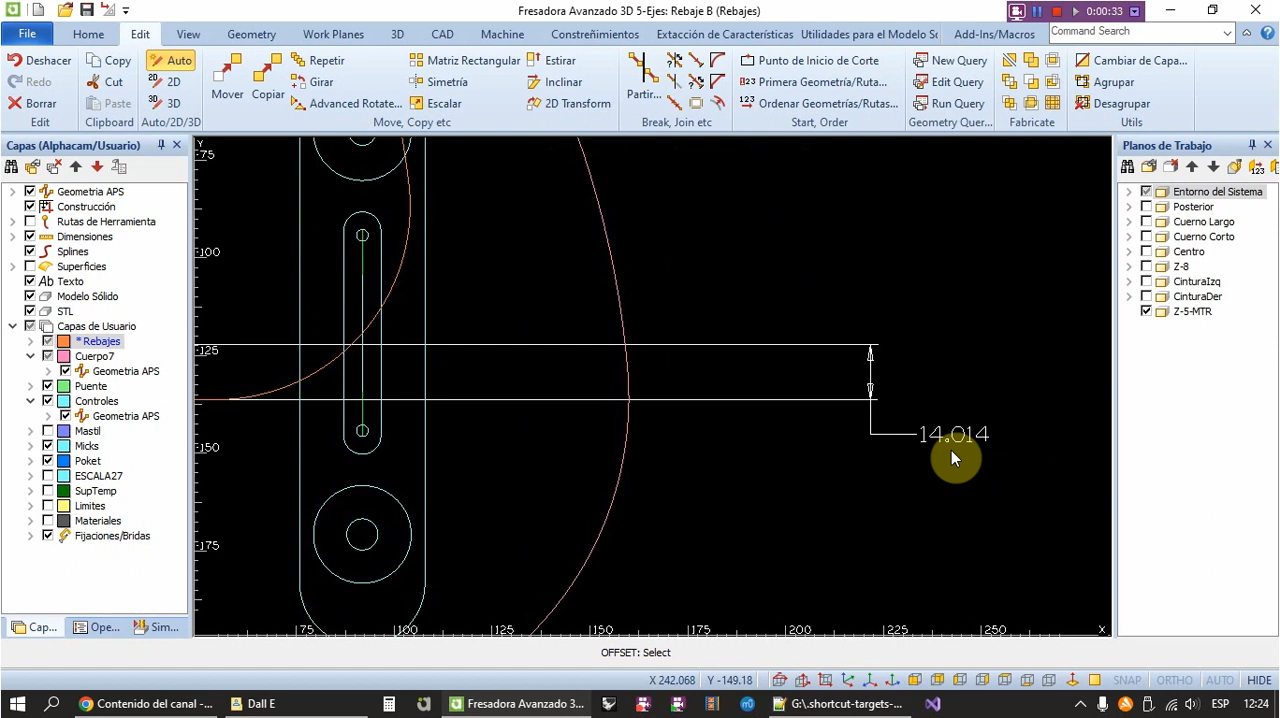 Fresadora Avanzado 3D 5-Ejes: Rebaje B (Rebajes)
0:00:33
File Home Edit View Geometry Work Planes 3D CAD Machine Constreñimientos Extacción de Características Utilidades para el Modelo Sc Add-Ins/Macros Command Search
Deshacer Copy Auto Repetir Matriz Rectangular Estirar Punto de Inicio de Corte New Query Cambiar de Capa...
Redo Cut 2D Girar Simetría Inclinar Primera Geometría/Ruta... Edit Query Agrupar
Mover Copiar Partir...
Borrar Paste 3D Advanced Rotate... Escalar 2D Transform Ordenar Geometrías/Rutas... Run Query Desagrupar
Edit Clipboard Auto/2D/3D Move, Copy etc Break, Join etc Start, Order Geometry Quer... Fabricate Utils
Capas (Alphacam/Usuario)
Geometria APS
Construcción
Rutas de Herramienta
Dimensiones
Splines
Superficies
Texto
Modelo Sólido
STL
Capas de Usuario
* Rebajes
Cuerpo7
Geometria APS
Puente
Controles
Geometria APS
Mastil
Micks
Poket
ESCALA27
SupTemp
Limites
Materiales
Fijaciones/Bridas
Cap... Ope... Sim...
Y
-75
-100
-125
-150
-175
14.014
75 100 125 150 175 200 225 250 X
Planos de Trabajo
Entorno del Sistema
Posterior
Cuerno Largo
Cuerno Corto
Centro
Z-8
CinturaIzq
CinturaDer
Z-5-MTR
OFFSET: Select
X 242.068 Y -149.18 SNAP ORTHO AUTO HIDE
Contenido del canal -... Dall E Fresadora Avanzado 3... G:\.shortcut-targets-... ESP 12:24